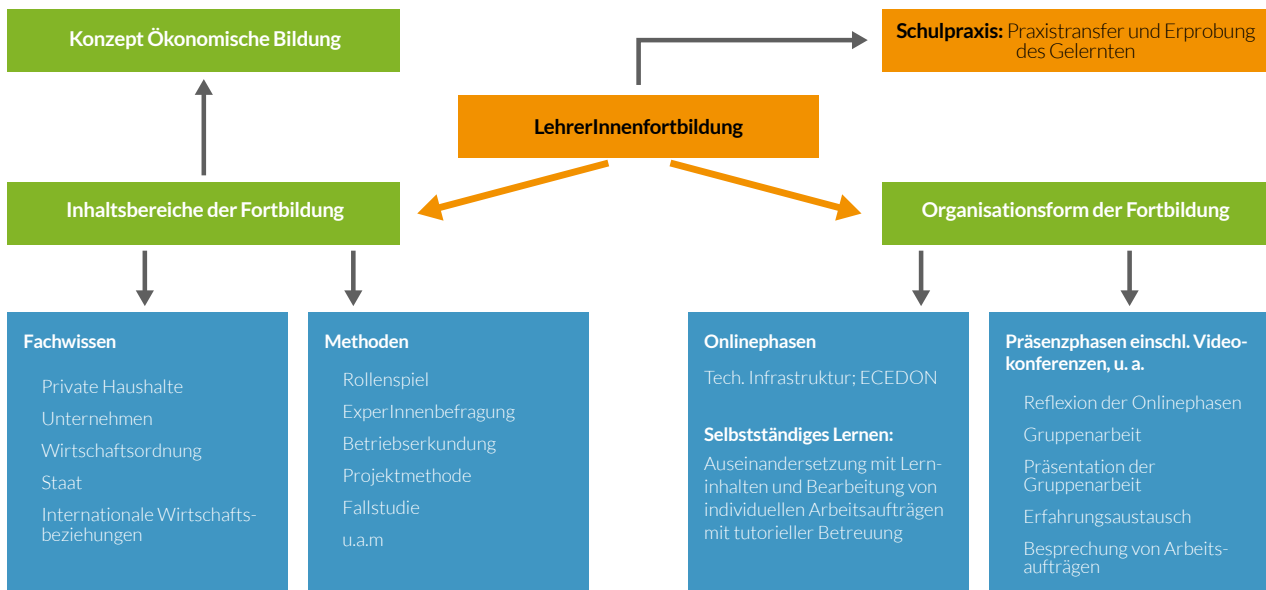 Konzept Ökonomische Bildung
Schulpraxis: Praxistransfer und Erprobung
des Gelernten
LehrerInnenfortbildung
Inhaltsbereiche der Fortbildung
Organisationsform der Fortbildung
Fachwissen
Private Haushalte
Unternehmen
Wirtschaftsordnung
Staat
Internationale Wirtschafts-
beziehungen
Methoden
Rollenspiel
ExperInnenbefragung
Betriebserkundung
Projektmethode
Fallstudie
u.a.m
Onlinephasen
Tech. Infrastruktur; ECEDON
Selbstständiges Lernen:
Auseinandersetzung mit Lern-
inhalten und Bearbeitung von
individuellen Arbeitsaufträgen
mit tutorieller Betreuung
Präsenzphasen einschl. Video-
konferenzen, u. a.
Reflexion der Onlinephasen
Gruppenarbeit
Präsentation der
Gruppenarbeit
Erfahrungsaustausch
Besprechung von Arbeits-
aufträgen